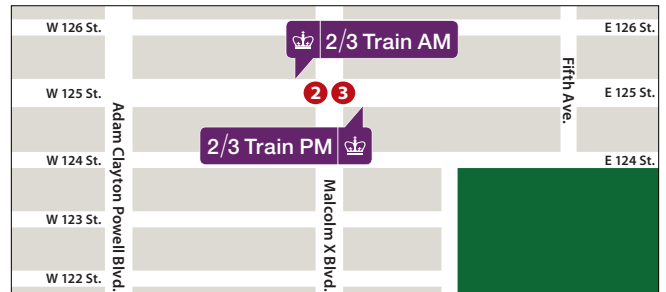 W 126 St.
E 126 St.
2/3 Train AM
W 125 St.
2 3
E 125 St.
Fifth Ave.
Adam Clayton Powell Blvd.
2/3 Train PM
W 124 St.
E 124 St.
Malcolm X Blvd.
W 123 St.
W 122 St.